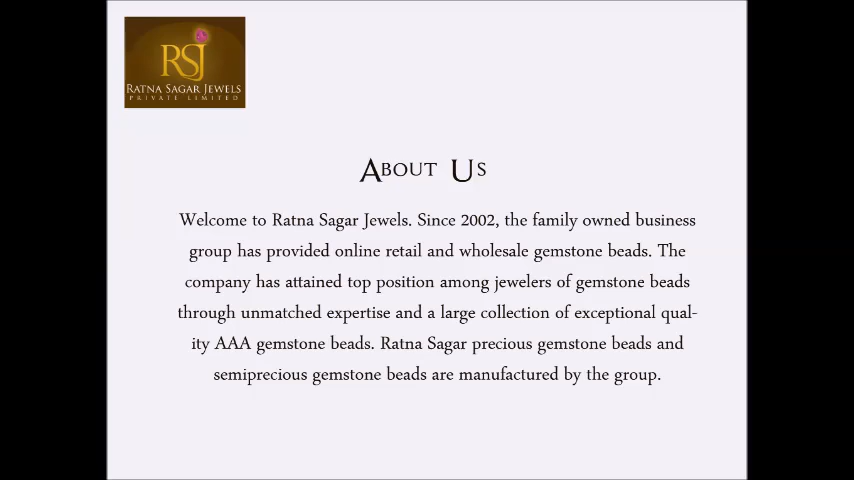 RSJ
RATNA SAGAR JEWELS
PRIVATE LIMITED
ABOUT US
Welcome to Ratna Sagar Jewels. Since 2002, the family owned business
group has provided online retail and wholesale gemstone beads. The
company has attained top position among jewelers of gemstone beads
through unmatched expertise and a large collection of exceptional qual-
ity AAA gemstone beads. Ratna Sagar precious gemstone beads and
semiprecious gemstone beads are manufactured by the group.